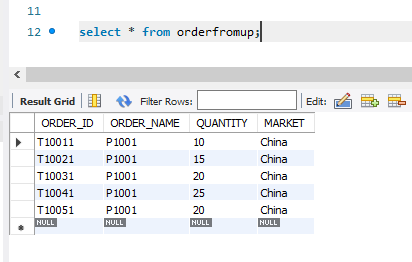 11
12 select * from orderfromup;
Result Grid Filter Rows: Edit:
ORDER_ID ORDER_NAME QUANTITY MARKET
T10011 P1001 10 China
T10021 P1001 15 China
T10031 P1001 20 China
T10041 P1001 25 China
T10051 P1001 20 China
NULL NULL NULL NULL